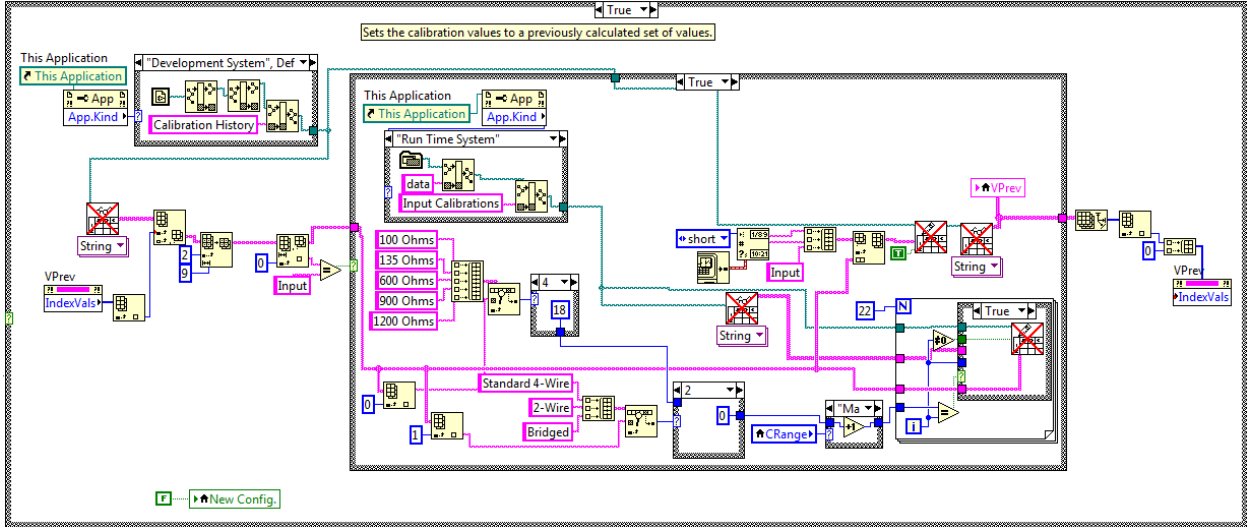 True
Sets the calibration values to a previously calculated set of values.
This Application
This Application
App
App.Kind
"Development System", Def
Calibration History
True
This Application
This Application
App
App.Kind
"Run Time System"
data
Input Calibrations
String
2
9
0
Input
=
VPrev
IndexVals
100 Ohms
135 Ohms
600 Ohms
900 Ohms
1200 Ohms
4
18
short
Input
T
String
VPrev
String
0
VPrev
IndexVals
22
N
True
≠0
=
i
Standard 4-Wire
2-Wire
Bridged
0
1
2
0
CRange
"Ma
+1
F
New Config.